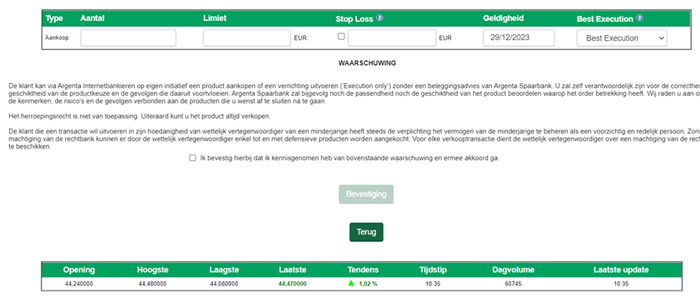 Type Aantal Limiet Stop Loss ? Geldigheid Best Execution ?
Aankoop EUR EUR 29/12/2023 Best Execution
WAARSCHUWING
De klant kan via Argenta Internetbankieren op eigen initiatief een product aankopen of een verrichting uitvoeren ('Execution only') zonder een beleggingsadvies van Argenta Spaarbank. U zal zelf verantwoordelijk zijn voor de correcthei
geschiktheid van de productkeuze en de gevolgen die daaruit voortvloeien. Argenta Spaarbank zal bijgevolg noch de passendheid noch de geschiktheid van het product beoordelen waarop het order betrekking heeft. Wij raden u aan o
de kenmerken, de risico's en de gevolgen verbonden aan de producten die u wenst af te sluiten na te gaan.
Het herroepingsrecht is niet van toepassing. Uiteraard kunt u het product altijd verkopen.
De klant die een transactie wil uitvoeren in zijn hoedanigheid van wettelijk vertegenwoordiger van een minderjarige heeft steeds de verplichting het vermogen van de minderjarige te beheren als een voorzichtig en redelijk persoon. Zon
machtiging van de rechtbank kunnen er door de wettelijk vertegenwoordiger enkel tot en met defensieve producten worden aangekocht. Voor elke verkooptransactie dient de wettelijk vertegenwoordiger over een machtiging van de rech
te beschikken.
Ik bevestig hierbij dat ik kennisgenomen heb van bovenstaande waarschuwing en ermee akkoord ga.
Bevestiging
Terug
Opening Hoogste Laagste Laatste Tendens Tijdstip Dagvolume Laatste update
44,240000 44,480000 44,080000 44,470000 1,02 % 10:35 60745 10:35